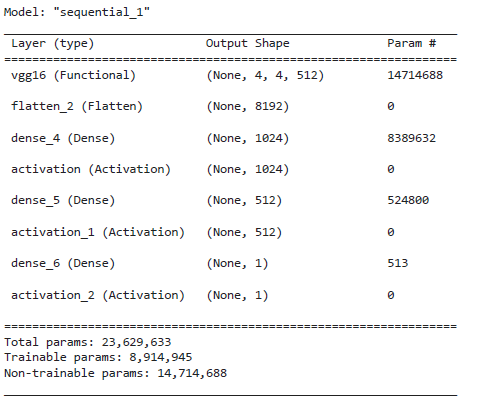 Model: "sequential_1"
Layer (type) Output Shape Param #
vgg16 (Functional) (None, 4, 4, 512) 14714688
flatten_2 (Flatten) (None, 8192) 0
dense_4 (Dense) (None, 1024) 8389632
activation (Activation) (None, 1024) 0
dense_5 (Dense) (None, 512) 524800
activation_1 (Activation) (None, 512) 0
dense_6 (Dense) (None, 1) 513
activation_2 (Activation) (None, 1) 0
Total params: 23,629,633
Trainable params: 8,914,945
Non-trainable params: 14,714,688